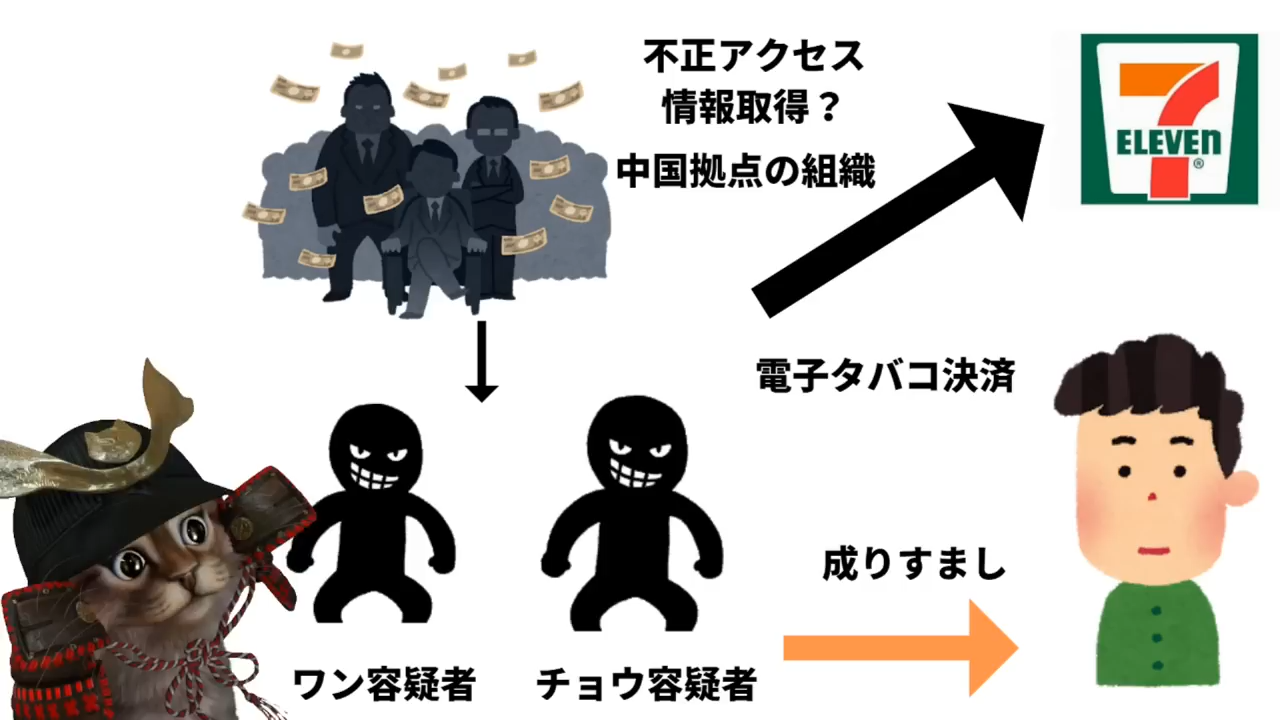 不正アクセス
情報取得？
中国拠点の組織
7
ELEVEn
®
電子タバコ決済
成りすまし
ワン容疑者
チョウ容疑者